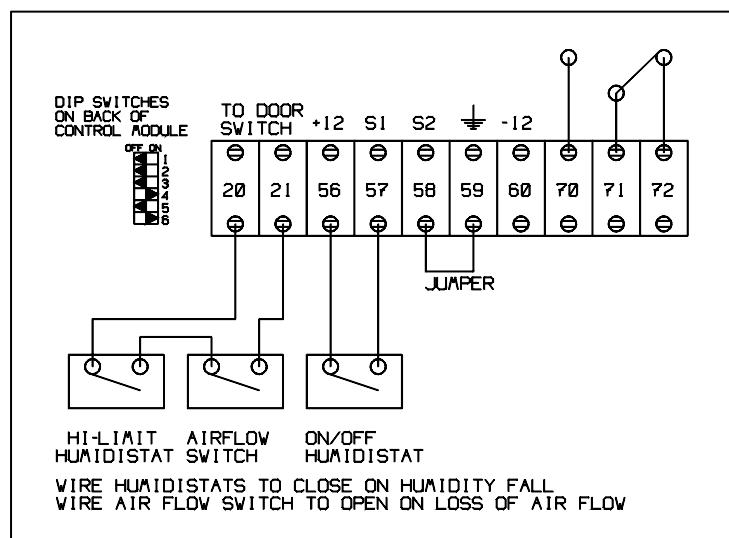 DIP SWITCHES
ON BACK OF
CONTROL MODULE
OFF ON
1
2
3
4
5
6
TO DOOR
SWITCH
+12 S1 S2 -12
20 21 56 57 58 59 60 70 71 72
JUMPER
HI-LIMIT
HUMIDISTAT
AIRFLOW
SWITCH
ON/OFF
HUMIDISTAT
WIRE HUMIDISTATS TO CLOSE ON HUMIDITY FALL
WIRE AIR FLOW SWITCH TO OPEN ON LOSS OF AIR FLOW